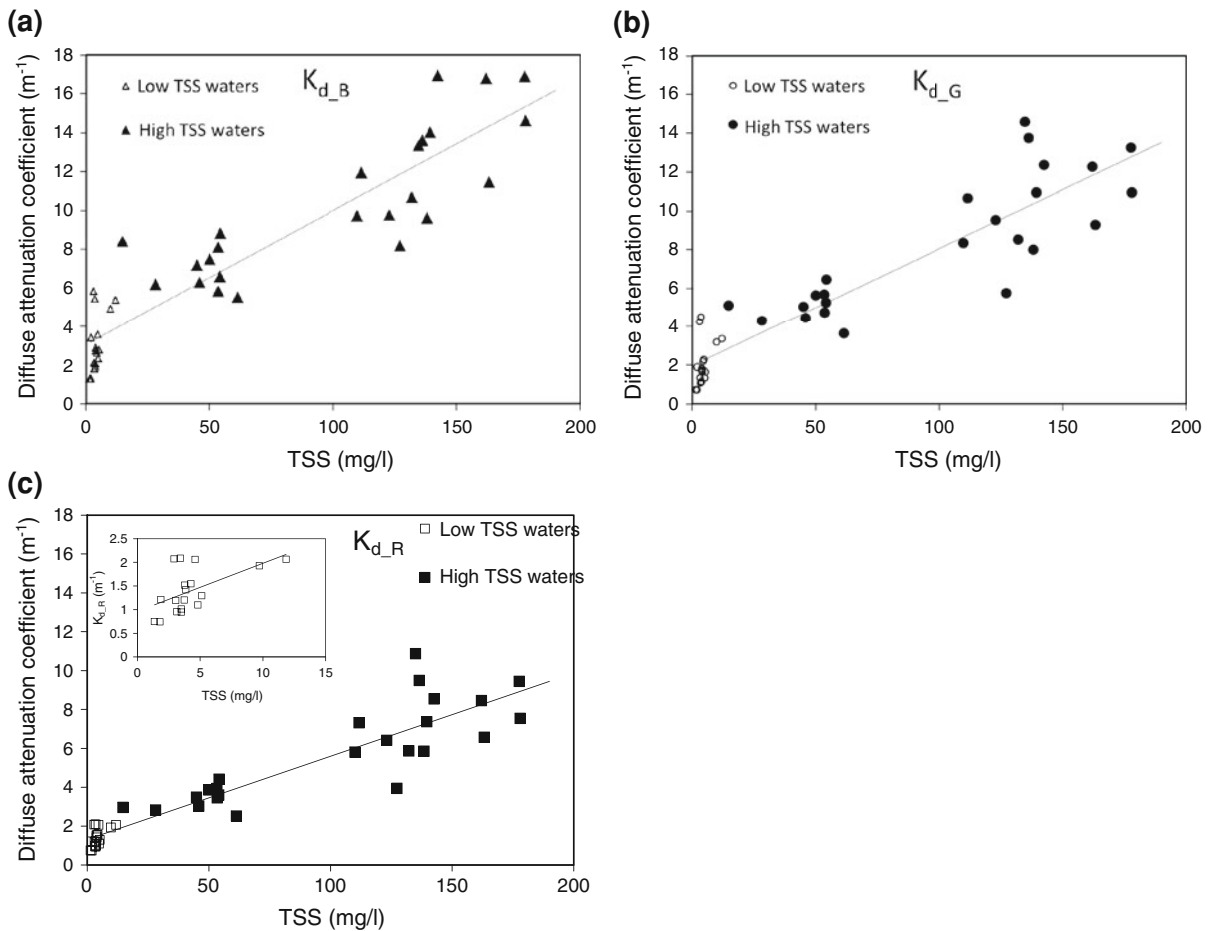 (a)
18
16
14
12
10
8
6
4
2
0
Diffuse attenuation coefficient (m-1)
K d_B
Low TSS waters
High TSS waters
0 50 100 150 200
TSS (mg/l)
(b)
18
16
14
12
10
8
6
4
2
0
Diffuse attenuation coefficient (m-1)
K d_G
Low TSS waters
High TSS waters
0 50 100 150 200
TSS (mg/l)
(c)
18
16
14
12
10
8
6
4
2
0
Diffuse attenuation coefficient (m-1)
K d_R
Low TSS waters
High TSS waters
2.5
2
1.5
1
0.5
0
K d_R (m-1)
0 5 10 15
TSS (mg/l)
0 50 100 150 200
TSS (mg/l)